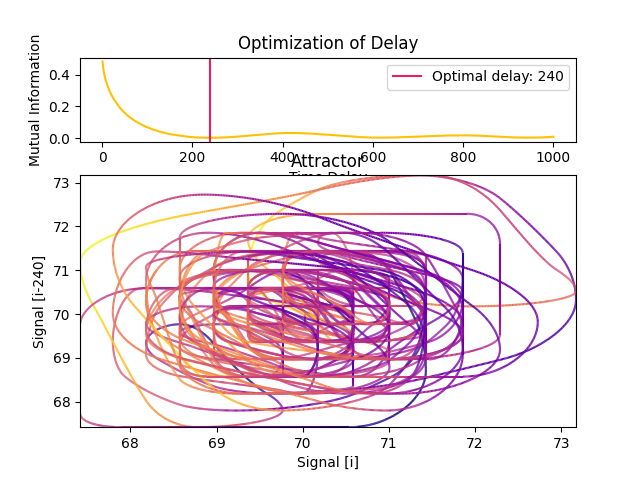 Optimization of Delay
Mutual Information
0.4
0.2
0.0
Optimal delay: 240
0 200 400 600 800 1000
Time Delay
Attractor
Signal [i-240]
73
72
71
70
69
68
68 69 70 71 72 73
Signal [i]